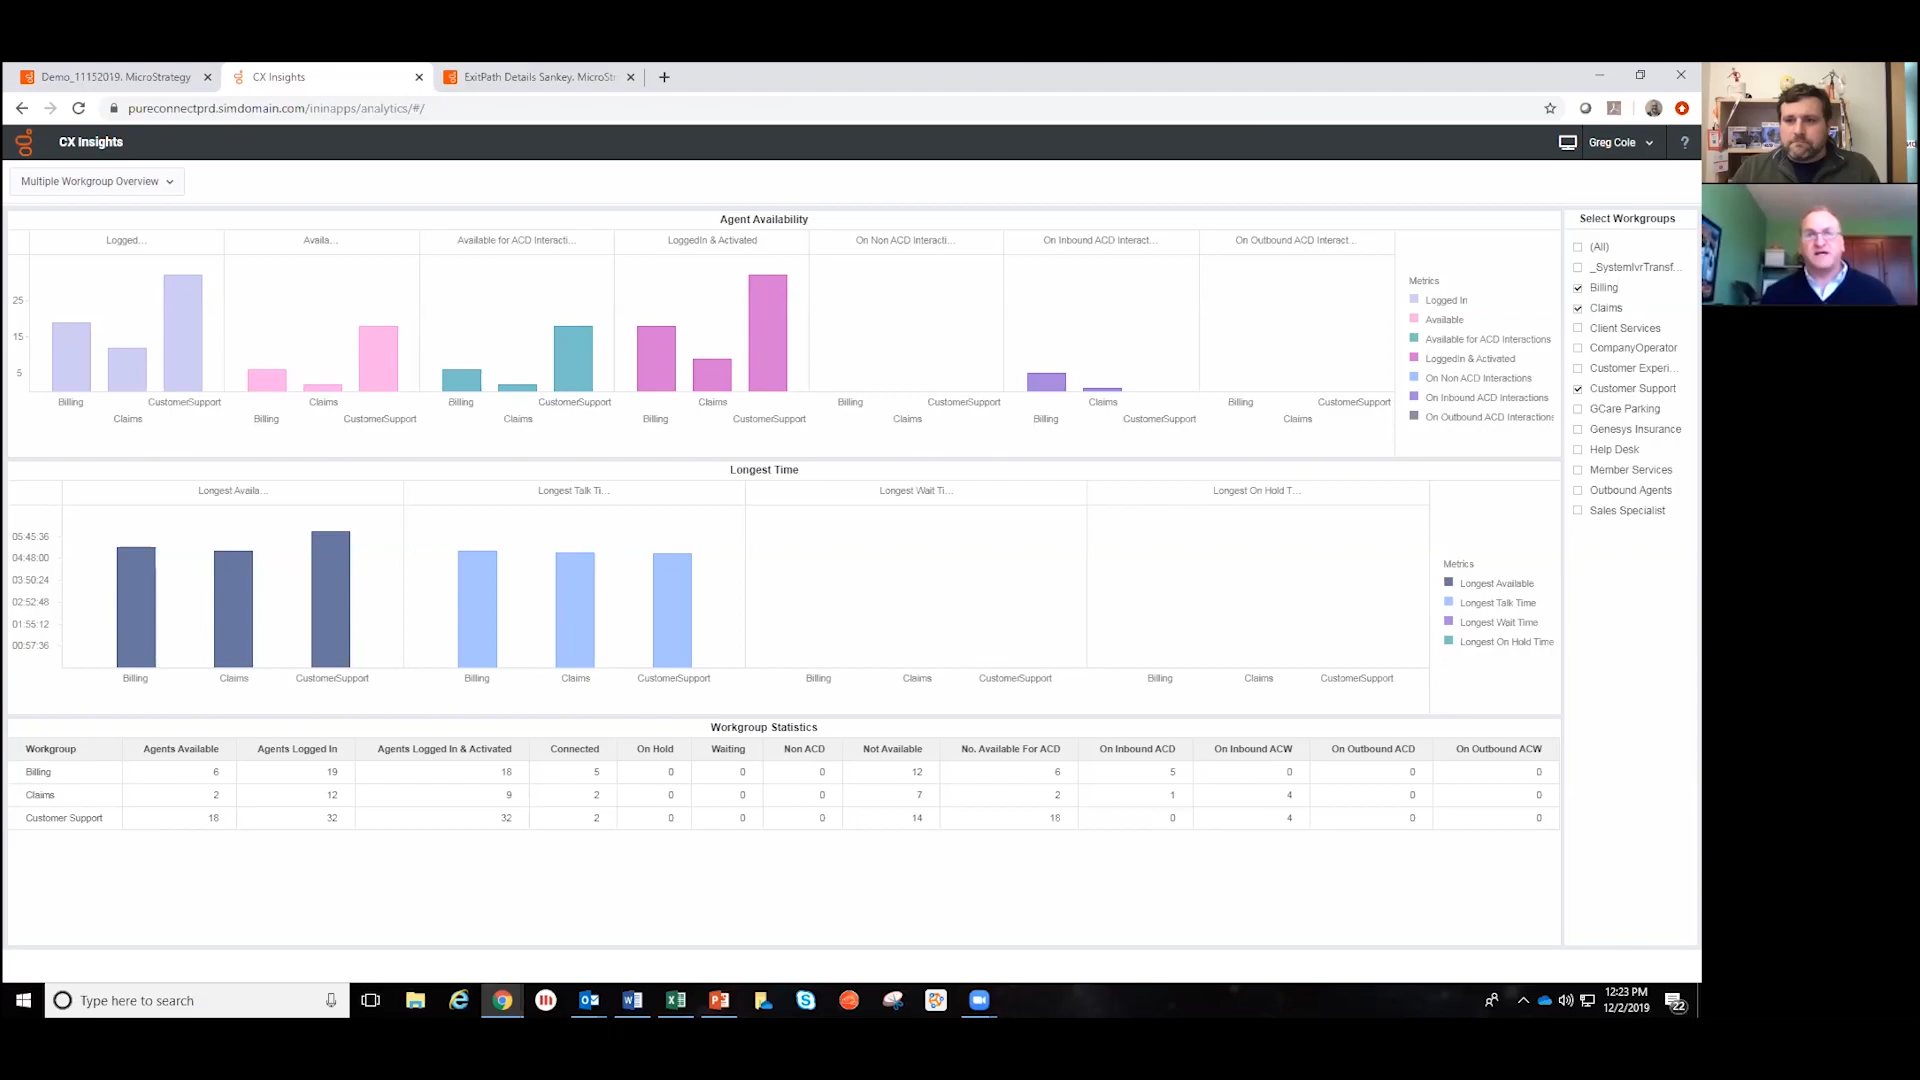 Demo_11152019. MicroStrategy
CX Insights
ExitPath Details Sankey. MicroStr
pureconnectprd.simdomain.com/ininapps/analytics/#/
CX Insights
Greg Cole
?
Multiple Workgroup Overview
Agent Availability
Logged...
Availa...
Available for ACD Interacti...
LoggedIn & Activated
On Non ACD Interacti...
On Inbound ACD Interact...
On Outbound ACD Interact...
25
15
5
Billing
Claims
CustomerSupport
Billing
Claims
CustomerSupport
Billing
Claims
CustomerSupport
Billing
Claims
CustomerSupport
Billing
Claims
CustomerSupport
Billing
Claims
CustomerSupport
Billing
Claims
CustomerSupport
Metrics
Logged In
Available
Available for ACD Interactions
LoggedIn & Activated
On Non ACD Interactions
On Inbound ACD Interactions
On Outbound ACD Interactions
Select Workgroups
(All)
_SystemIvrTransf...
Billing
Claims
Client Services
CompanyOperator
Customer Experi...
Customer Support
GCare Parking
Genesys Insurance
Help Desk
Member Services
Outbound Agents
Sales Specialist
Longest Time
Longest Availa...
Longest Talk Ti...
Longest Wait Ti...
Longest On Hold T...
05:45:36
04:48:00
03:50:24
02:52:48
01:55:12
00:57:36
Billing
Claims
CustomerSupport
Billing
Claims
CustomerSupport
Billing
Claims
CustomerSupport
Billing
Claims
CustomerSupport
Metrics
Longest Available
Longest Talk Time
Longest Wait Time
Longest On Hold Time
Workgroup Statistics
Workgroup Agents Available Agents Logged In Agents Logged In & Activated Connected On Hold Waiting Non ACD Not Available No. Available For ACD On Inbound ACD On Inbound ACW On Outbound ACD On Outbound ACW
Billing 6 19 18 5 0 0 0 12 6 5 0 0 0
Claims 2 12 9 2 0 0 0 7 2 1 4 0 0
Customer Support 18 32 32 2 0 0 0 14 18 0 4 0 0
Type here to search
12:23 PM
12/2/2019
22